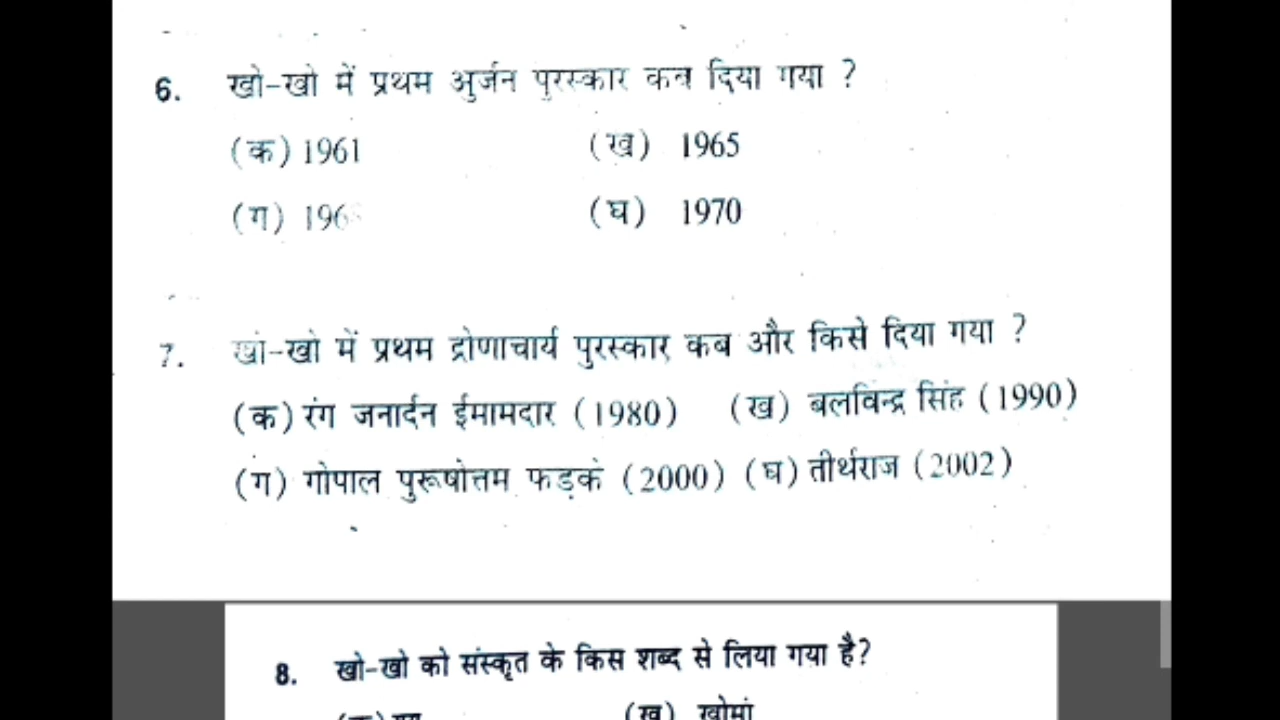 6. खो-खो में प्रथम अुर्जन पुरस्कार कब दिया गया ?
(क) 1961 (ख) 1965
(ग) (घ) 1970
7. खो-खो में प्रथम द्रोणाचार्य पुरस्कार कब और किसे दिया गया ?
(क) रंग जनार्दन ईमामदार (1980) (ख) बलविन्द्र सिंह (1990)
(ग) गोपाल पुरूषोत्तम फड़कं (2000) (घ) तीर्थराज (2002)
8. खो-खो को संस्कृत के किस शब्द से लिया गया है?
(ख) खोमां